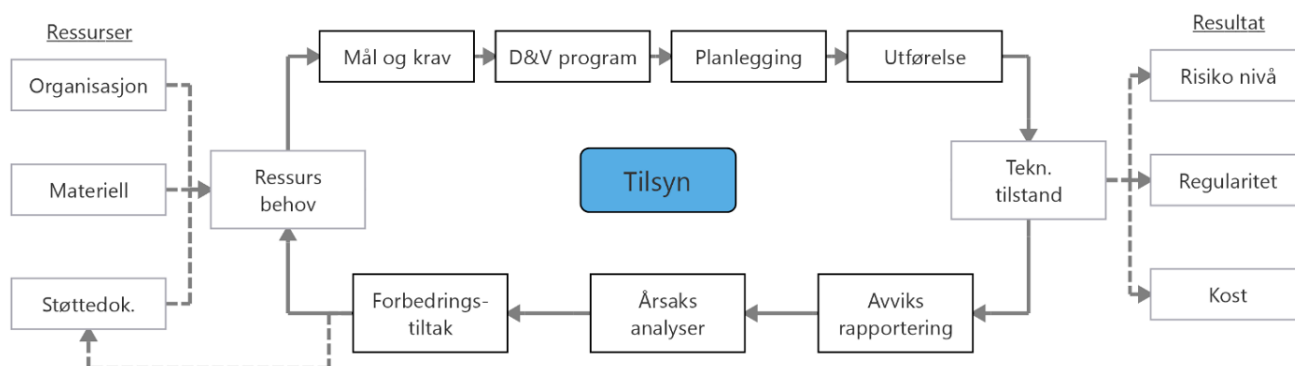 Ressurser
Organisasjon
Materiell
Støttedok.
Ressurs
behov
Mål og krav
D&V program
Planlegging
Utførelse
Tilsyn
Tekn.
tilstand
Forbedrings-
tiltak
Årsaks
analyser
Avviks
rapportering
Resultat
Risiko nivå
Regularitet
Kost